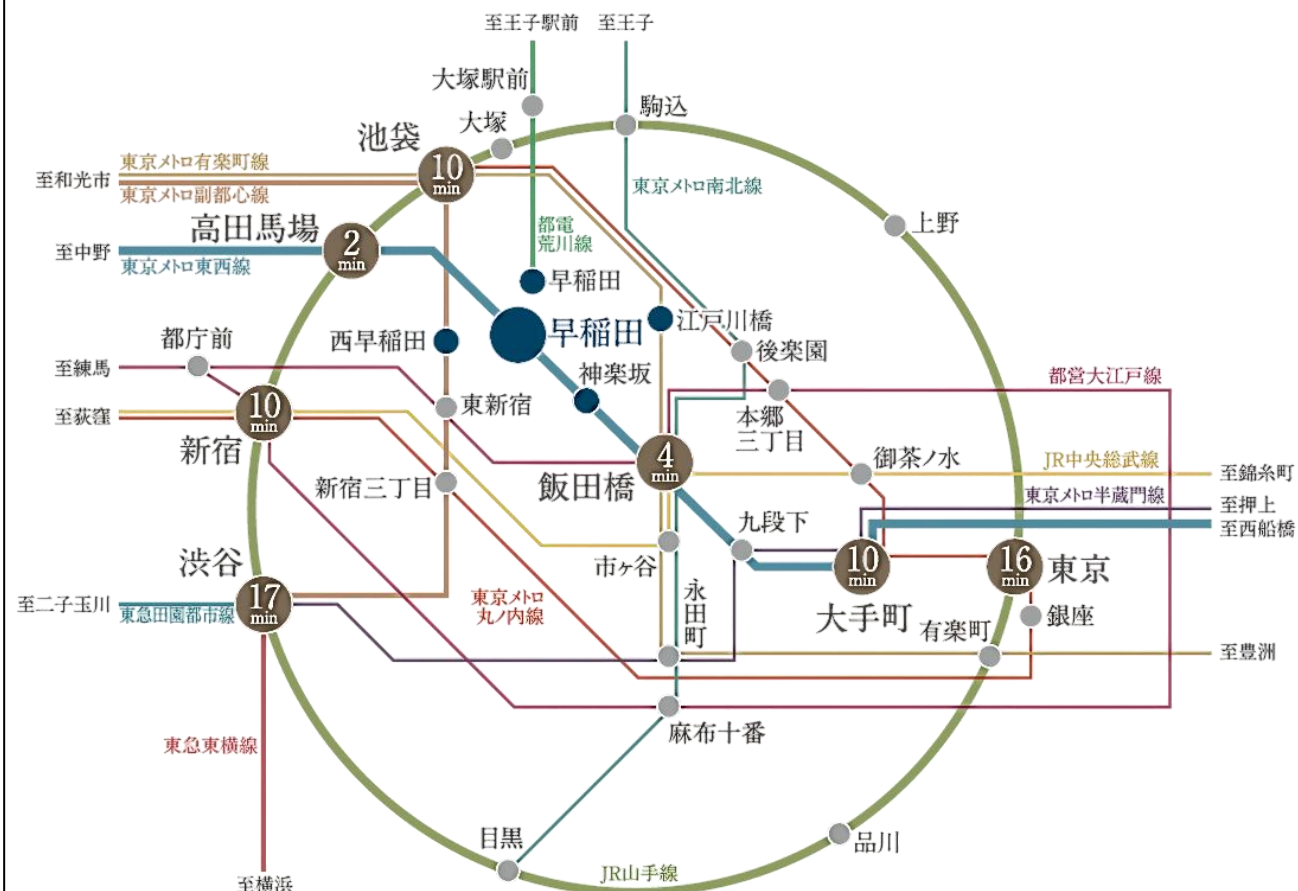 至王子駅前
至王子
大塚駅前
駒込
大塚
池袋
10
min
東京メトロ有楽町線
至和光市
東京メトロ副都心線
東京メトロ南北線
高田馬場
2
min
都電
荒川線
上野
至中野
東京メトロ東西線
早稲田
江戸川橋
早稲田
西早稲田
都庁前
後楽園
至練馬
神楽坂
都営大江戸線
至荻窪
10
min
新宿
東新宿
本郷
三丁目
4
min
飯田橋
御茶ノ水
JR中央総武線
至錦糸町
新宿三丁目
東京メトロ半蔵門線
至押上
九段下
至西船橋
市ヶ谷
渋谷
17
min
10
min
大手町
16
min
東京
至二子玉川
東急田園都市線
東京メトロ
丸ノ内線
永田町
銀座
有楽町
至豊洲
麻布十番
東急東横線
目黒
品川
JR山手線
至横浜